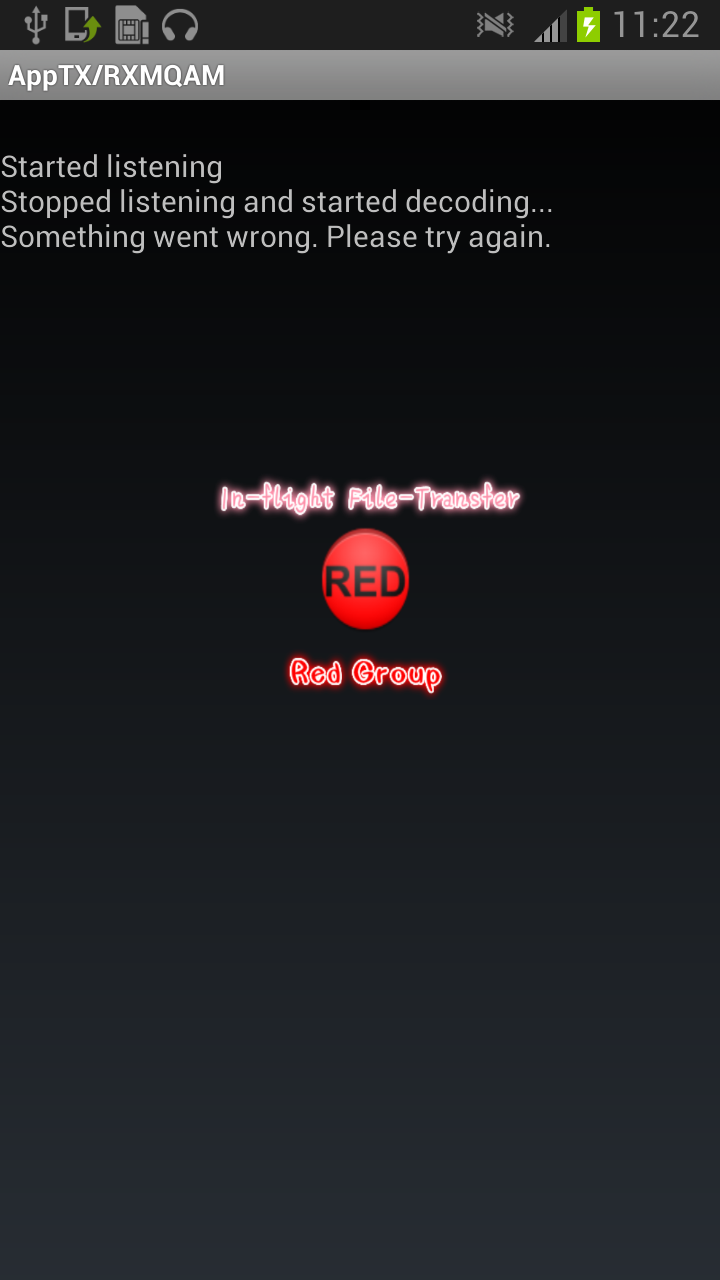 11:22
AppTX/RXMQAM
Started listening
Stopped listening and started decoding...
Something went wrong. Please try again.
In-flight File-Transfer
RED
Red Group